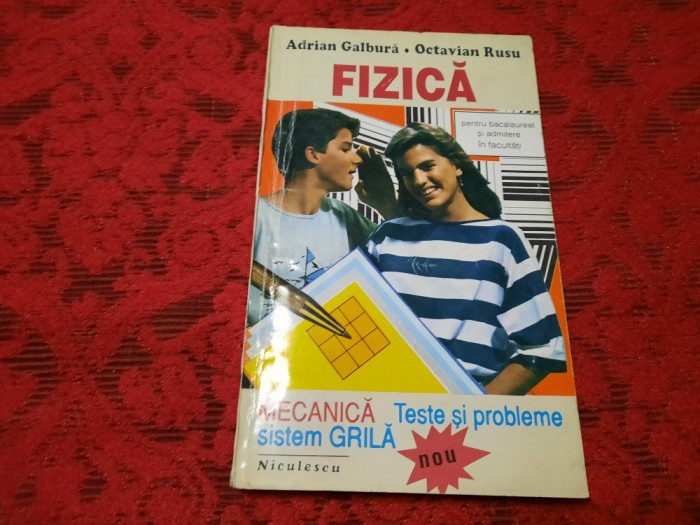 Adrian Galbură • Octavian Rusu
FIZICĂ
pentru bacalaureat
și admitere
în facultăți
MECANICĂ Teste și probleme
sistem GRILĂ
nou
Niculescu